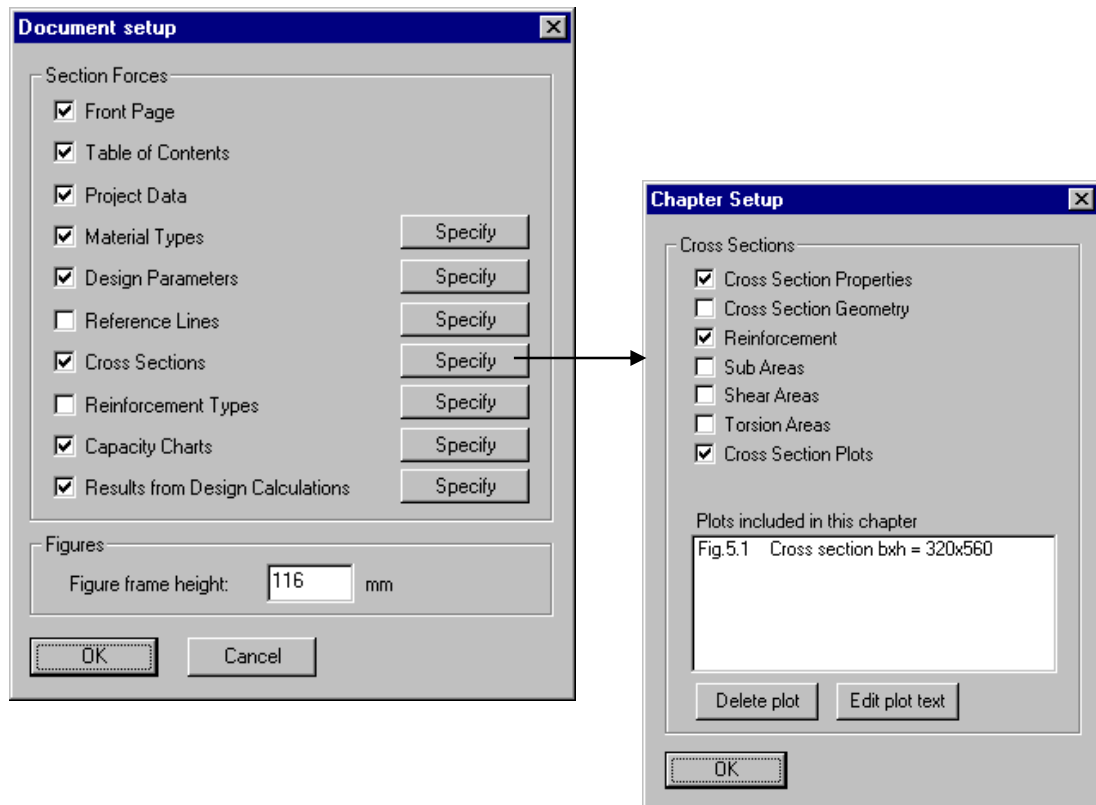 Document setup
Section Forces
Front Page
Table of Contents
Project Data
Material Types Specify
Design Parameters Specify
Reference Lines Specify
Cross Sections Specify
Reinforcement Types Specify
Capacity Charts Specify
Results from Design Calculations Specify
Figures
Figure frame height: 116 mm
OK Cancel
Chapter Setup
Cross Sections
Cross Section Properties
Cross Section Geometry
Reinforcement
Sub Areas
Shear Areas
Torsion Areas
Cross Section Plots
Plots included in this chapter
Fig.5.1 Cross section bxh = 320x560
Delete plot Edit plot text
OK